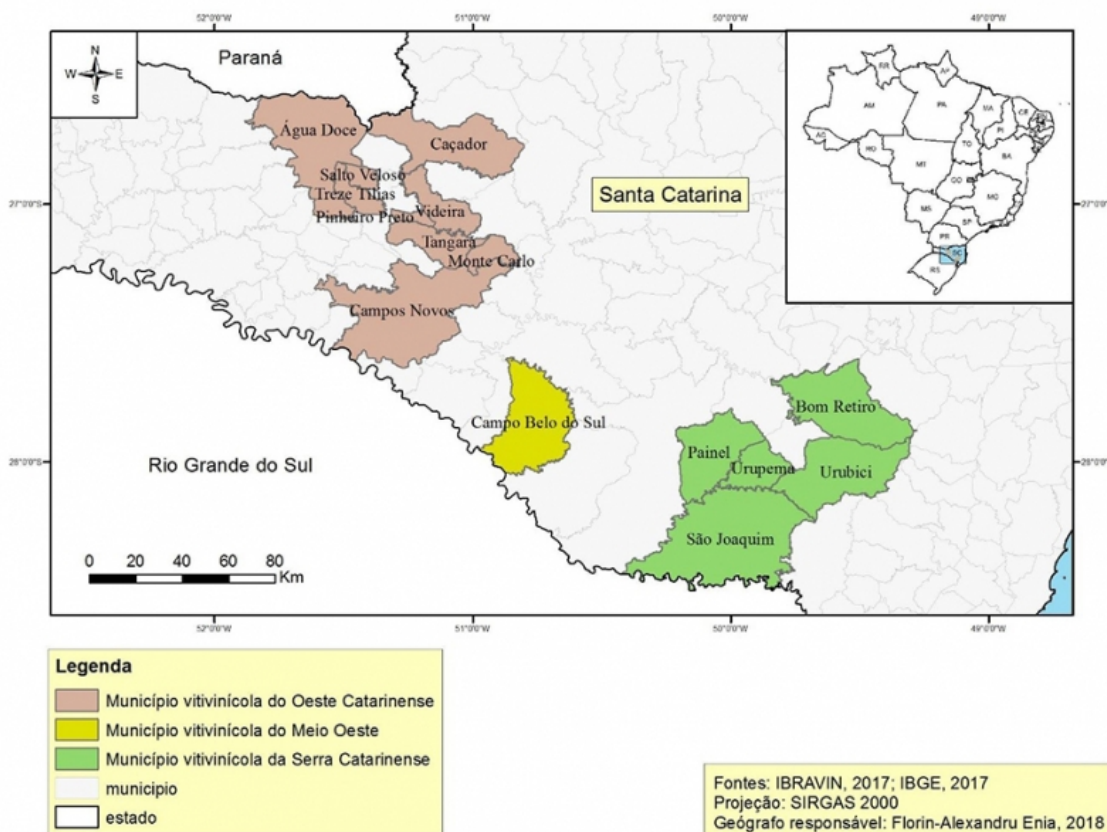 52°0'0"W
51°0'0"W
50°0'0"W
49°0'0"W
N
W E
S
Paraná
Água Doce
Caçador
Salto Veloso
Treze Tílias
Pinheiro Preto
Videira
Tangará
Monte Carlo
Campos Novos
Santa Catarina
27°0'0"S
27°0'0"S
RR
AP
AM
PA
MA
CE
PI
AC
RO
TO
MT
BA
GO
MG
MS
SP
PR
SC
RS
Campo Belo do Sul
Bom Retiro
Painel
Urupema
Urubici
São Joaquim
28°0'0"S
28°0'0"S
Rio Grande do Sul
0 20 40 60 80
Km
52°0'0"W
51°0'0"W
50°0'0"W
49°0'0"W
Legenda
Município vitivinícola do Oeste Catarinense
Município vitivinícola do Meio Oeste
Município vitivinícola da Serra Catarinense
municipio
estado
Fontes: IBRAVIN, 2017; IBGE, 2017
Projeção: SIRGAS 2000
Geógrafo responsável: Florin-Alexandru Enia, 2018